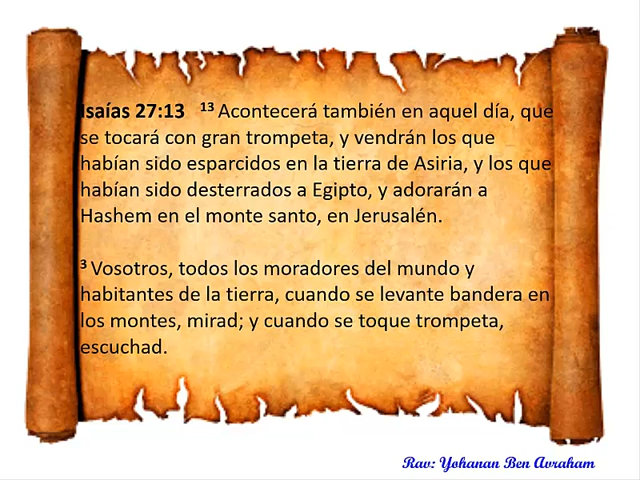 Isaías 27:13 13 Acontecerá también en aquel día, que
se tocará con gran trompeta, y vendrán los que
habían sido esparcidos en la tierra de Asiria, y los que
habían sido desterrados a Egipto, y adorarán a
Hashem en el monte santo, en Jerusalén.
3 Vosotros, todos los moradores del mundo y
habitantes de la tierra, cuando se levante bandera en
los montes, mirad; y cuando se toque trompeta,
escuchad.
Rav: Yohanan Ben Avraham